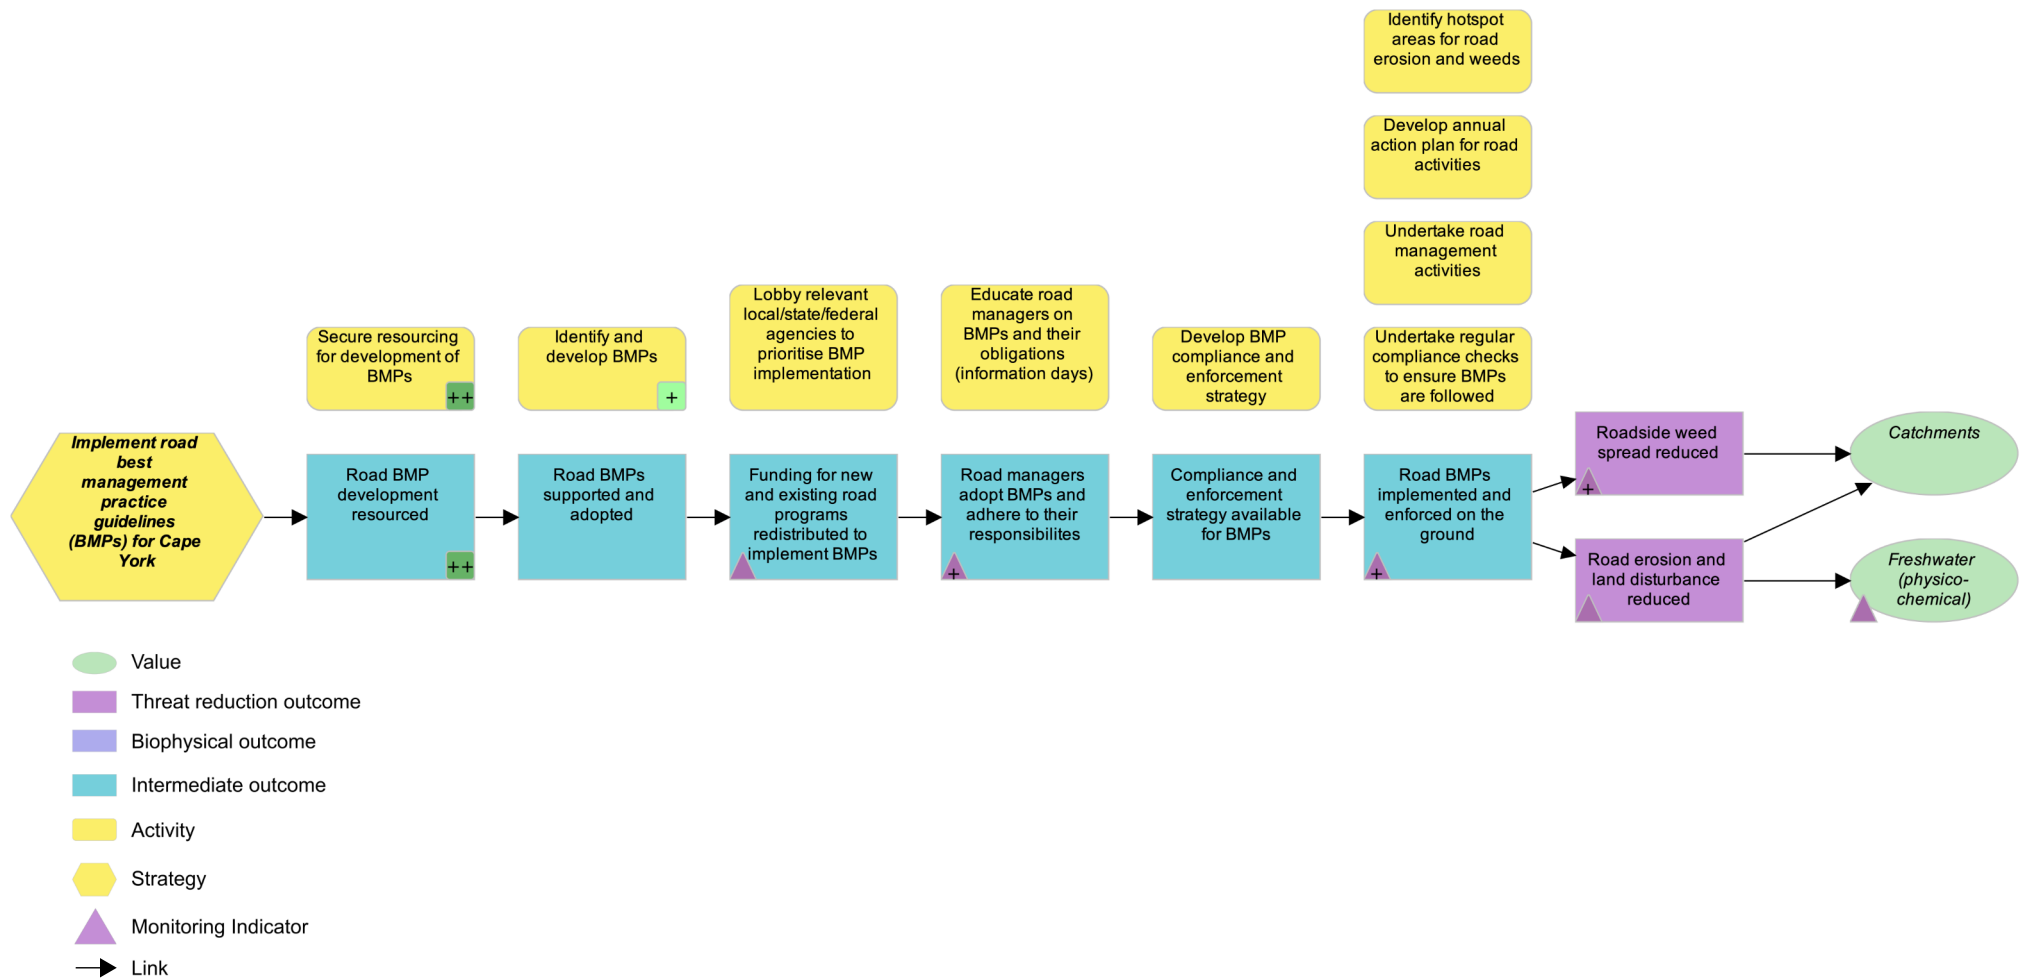 Identify hotspot
areas for road
erosion and weeds
Develop annual
action plan for road
activities
Undertake road
management
activities
Secure resourcing
for development of
BMPs
++
Identify and
develop BMPs
+
Lobby relevant
local/state/federal
agencies to
prioritise BMP
implementation
Educate road
managers on
BMPs and their
obligations
(information days)
Develop BMP
compliance and
enforcement
strategy
Undertake regular
compliance checks
to ensure BMPs
are followed
Implement road
best
management
practice
guidelines
(BMPs) for Cape
York
Road BMP
development
resourced
++
Road BMPs
supported and
adopted
Funding for new
and existing road
programs
redistributed to
implement BMPs
Road managers
adopt BMPs and
adhere to their
responsibilites
+
Compliance and
enforcement
strategy available
for BMPs
Road BMPs
implemented and
enforced on the
ground
+
Roadside weed
spread reduced
+
Road erosion and
land disturbance
reduced
Catchments
Freshwater
(physico-
chemical)
Value
Threat reduction outcome
Biophysical outcome
Intermediate outcome
Activity
Strategy
Monitoring Indicator
Link